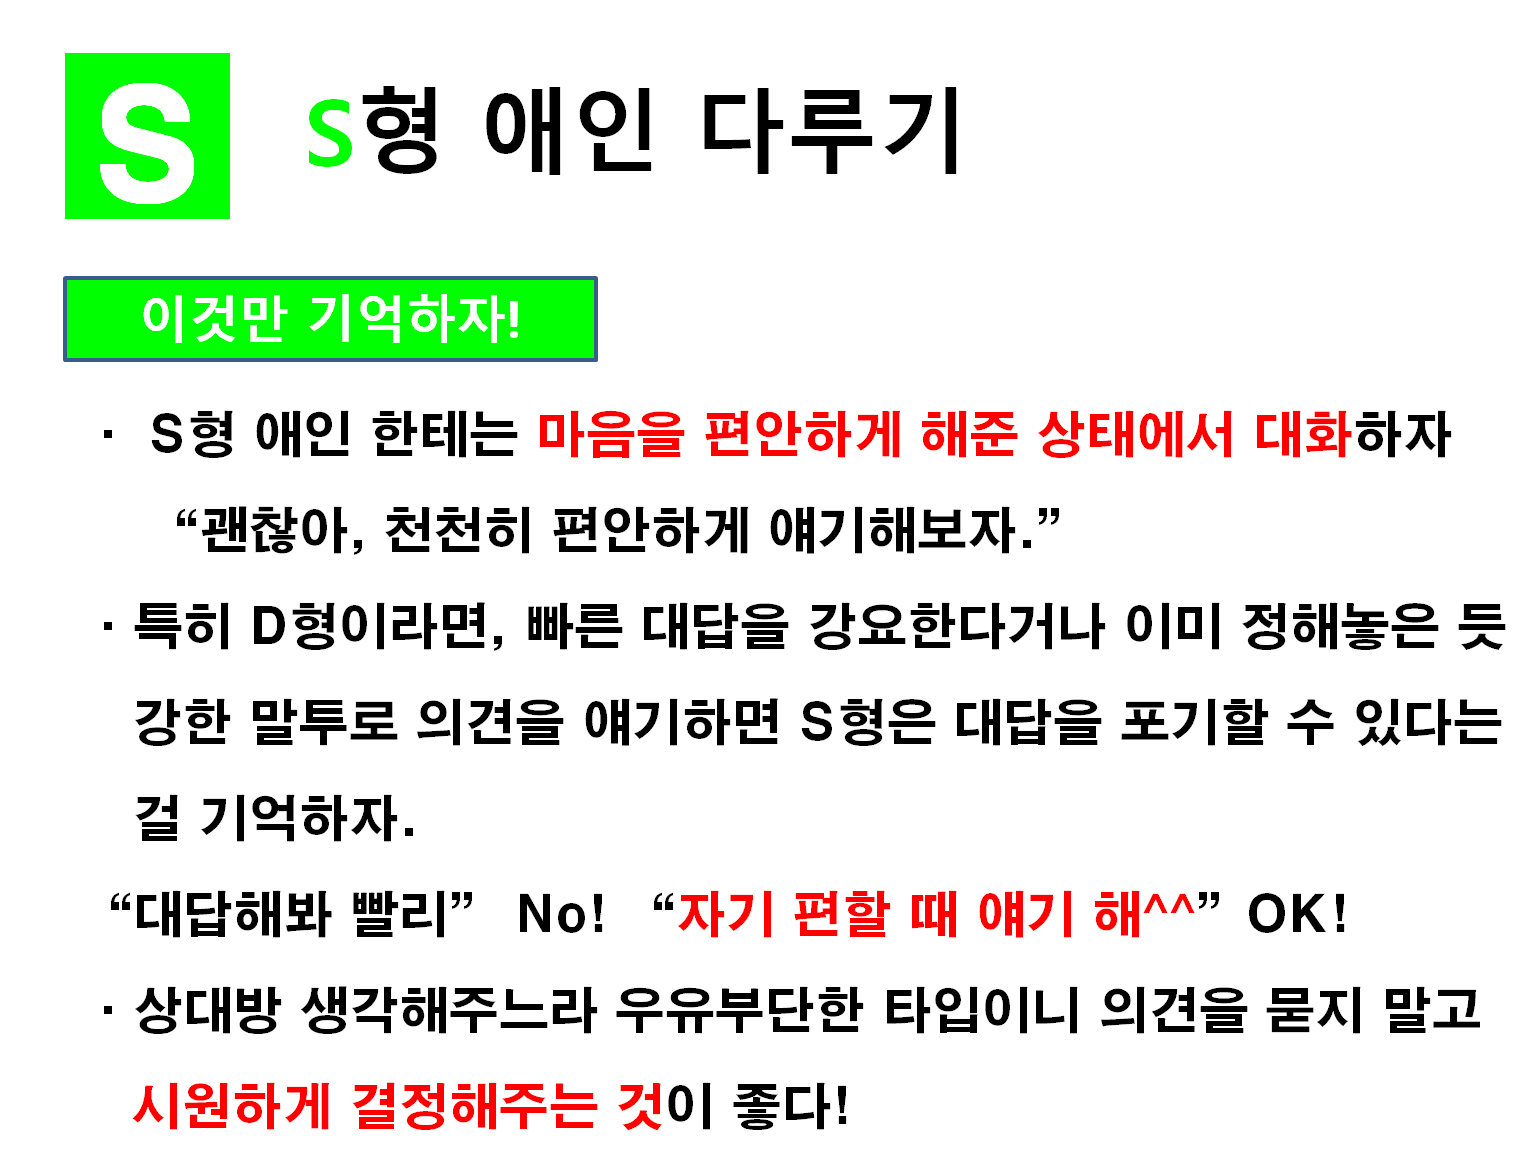 S
S형 애인 다루기
이것만 기억하자!
· S형 애인 한테는 마음을 편안하게 해준 상태에서 대화하자
“괜찮아, 천천히 편안하게 얘기해보자.”
· 특히 D형이라면, 빠른 대답을 강요한다거나 이미 정해놓은 듯
강한 말투로 의견을 얘기하면 S형은 대답을 포기할 수 있다는
걸 기억하자.
“대답해봐 빨리” No! “자기 편할 때 얘기 해^^” OK!
· 상대방 생각해주느라 우유부단한 타입이니 의견을 묻지 말고
시원하게 결정해주는 것이 좋다!